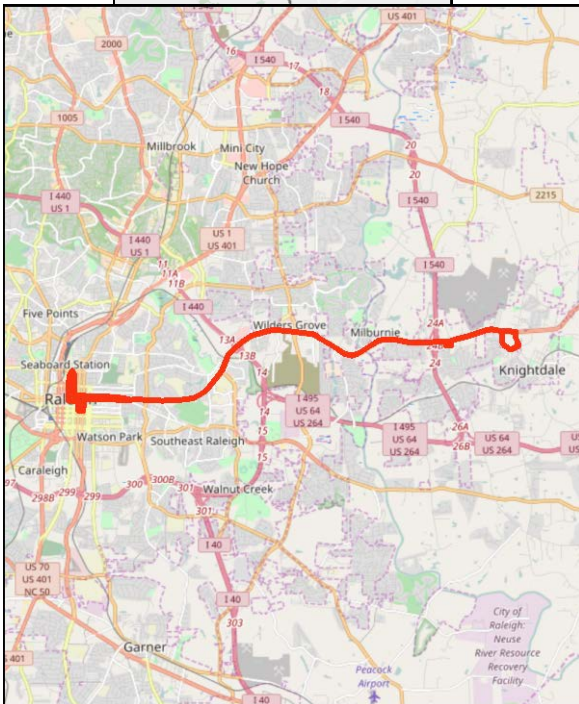 US 401
2000
16
I 540
17
18
1005
Millbrook
Mini City
I 540
New Hope
Church
20
20
I 440
US 1
I 540
2215
US 1
US 401
I 440
US 1
11
11A
11B
I 540
I 440
Five Points
Wilders Grove
Milburnie
24A
13A
13B
24
Seaboard Station
Knightdale
14
14
I 495
US 64
US 264
Watson Park
Southeast Raleigh
15
15
I 495
US 64
US 264
26A
26B
US 64
US 264
Caraleigh
97
298B
299
299
300
300B
301
Walnut Creek
301
I 40
US 70
US 401
NC 50
I 40
303
City of
Raleigh:
Neuse
River Resource
Recovery
Facility
Garner
401
Peacock
Airport
I 40